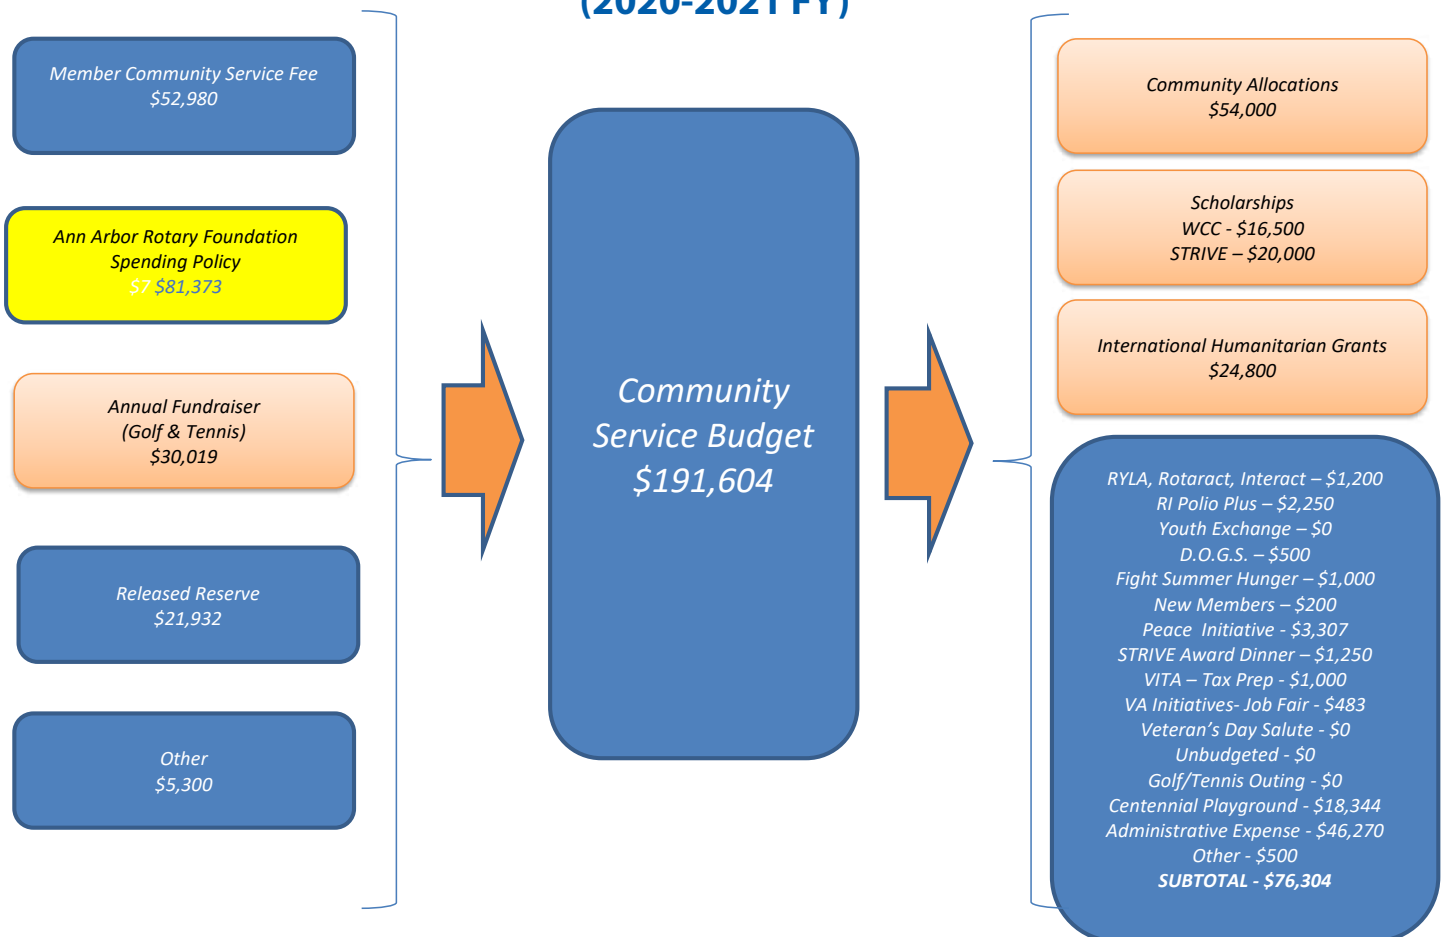 (2020-2021 FY)
Member Community Service Fee
$52,980
Ann Arbor Rotary Foundation
Spending Policy
$7 $81,373
Annual Fundraiser
(Golf & Tennis)
$30,019
Released Reserve
$21,932
Other
$5,300
Community
Service Budget
$191,604
Community Allocations
$54,000
Scholarships
WCC - $16,500
STRIVE – $20,000
International Humanitarian Grants
$24,800
RYLA, Rotaract, Interact – $1,200
RI Polio Plus – $2,250
Youth Exchange – $0
D.O.G.S. – $500
Fight Summer Hunger – $1,000
New Members – $200
Peace  Initiative - $3,307
STRIVE Award Dinner – $1,250
VITA – Tax Prep - $1,000
VA Initiatives- Job Fair - $483
Veteran’s Day Salute - $0
Unbudgeted - $0
Golf/Tennis Outing - $0
Centennial Playground - $18,344
Administrative Expense - $46,270
Other - $500
SUBTOTAL - $76,304